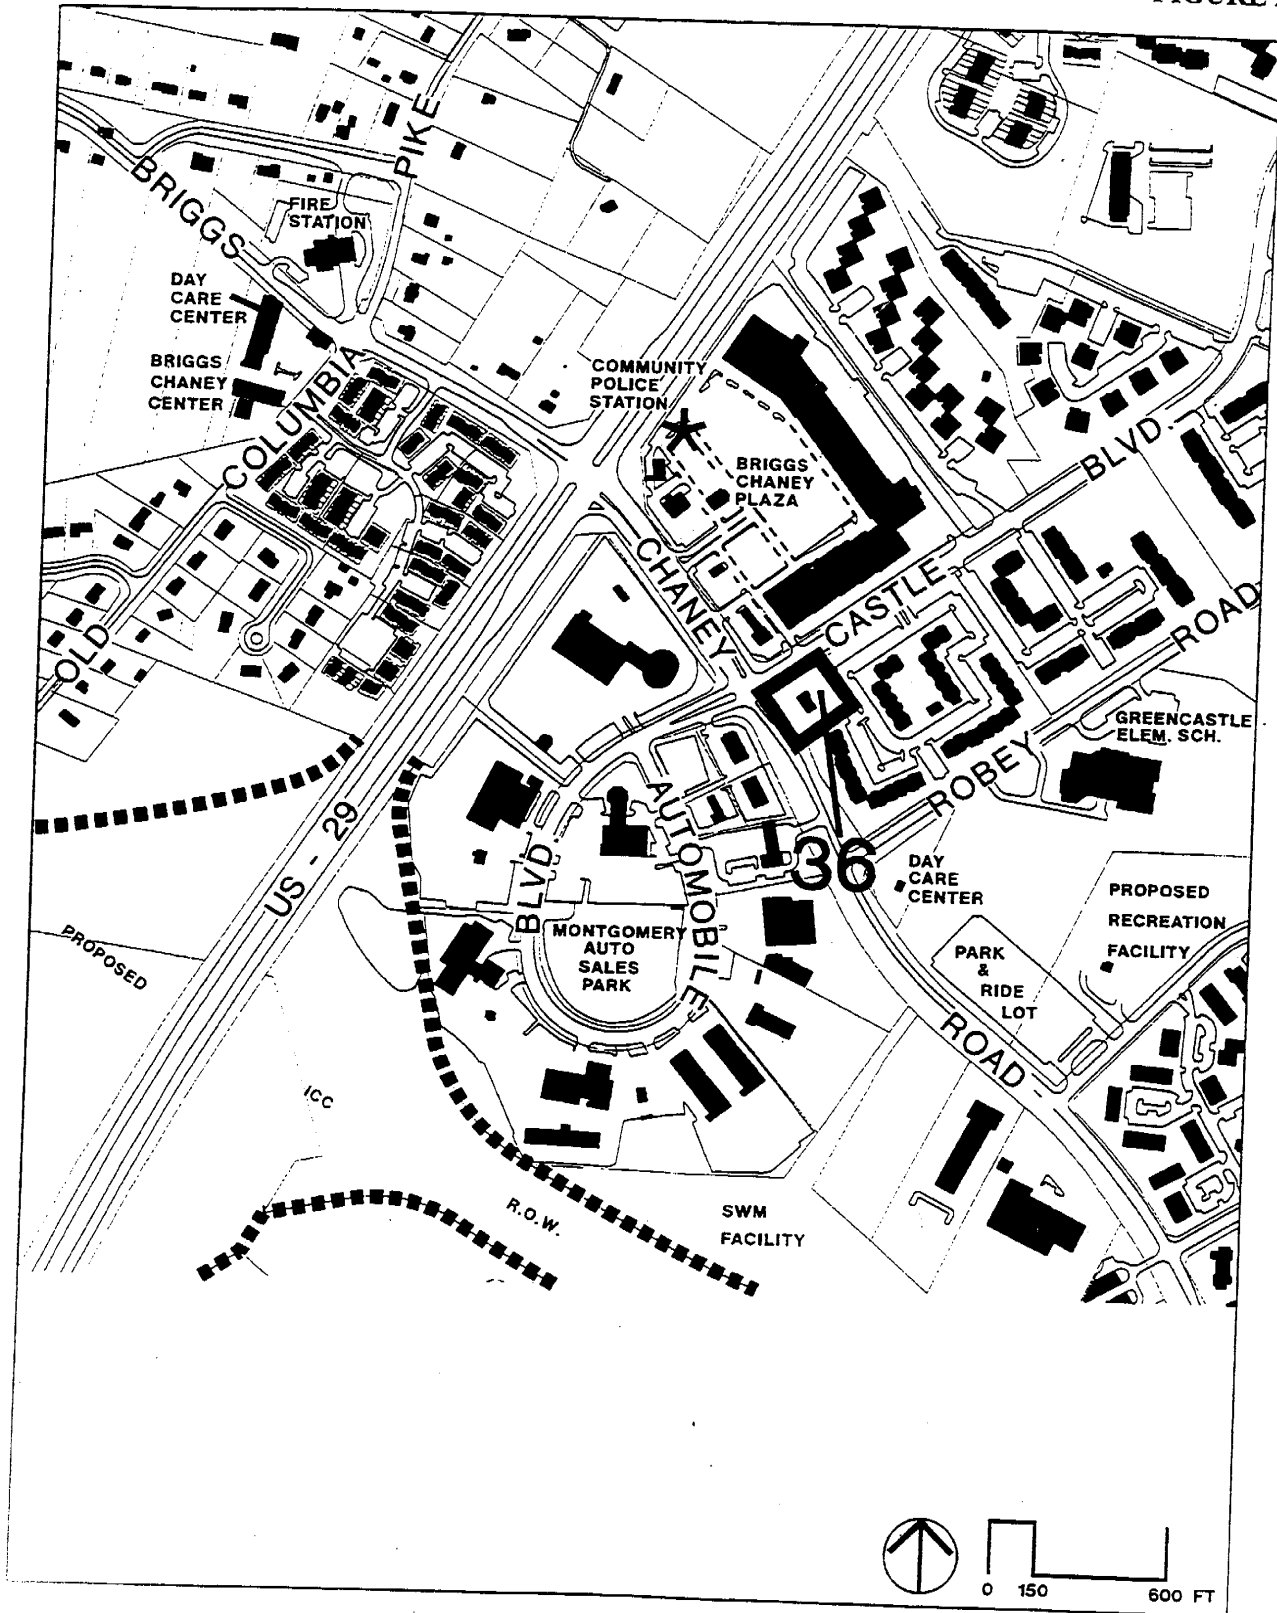 FIGURE
PIKE
BRIGGS
FIRE
STATION
DAY
CARE
CENTER
BRIGGS
CHANEY
CENTER
COLUMBIA
COMMUNITY
POLICE
STATION
BRIGGS
CHANEY
PLAZA
BLVD.
CHANEY
CASTLE
ROAD
OLD
GREENCASTLE
ELEM. SCH.
ROBEY
US - 29
AUTOMOBILE
BLVD.
36
DAY
CARE
CENTER
PROPOSED
RECREATION
FACILITY
MONTGOMERY
AUTO
SALES
PARK
PARK
&
RIDE
LOT
PROPOSED
ROAD
ICC
R.O.W.
SWM
FACILITY
0 150 600 FT